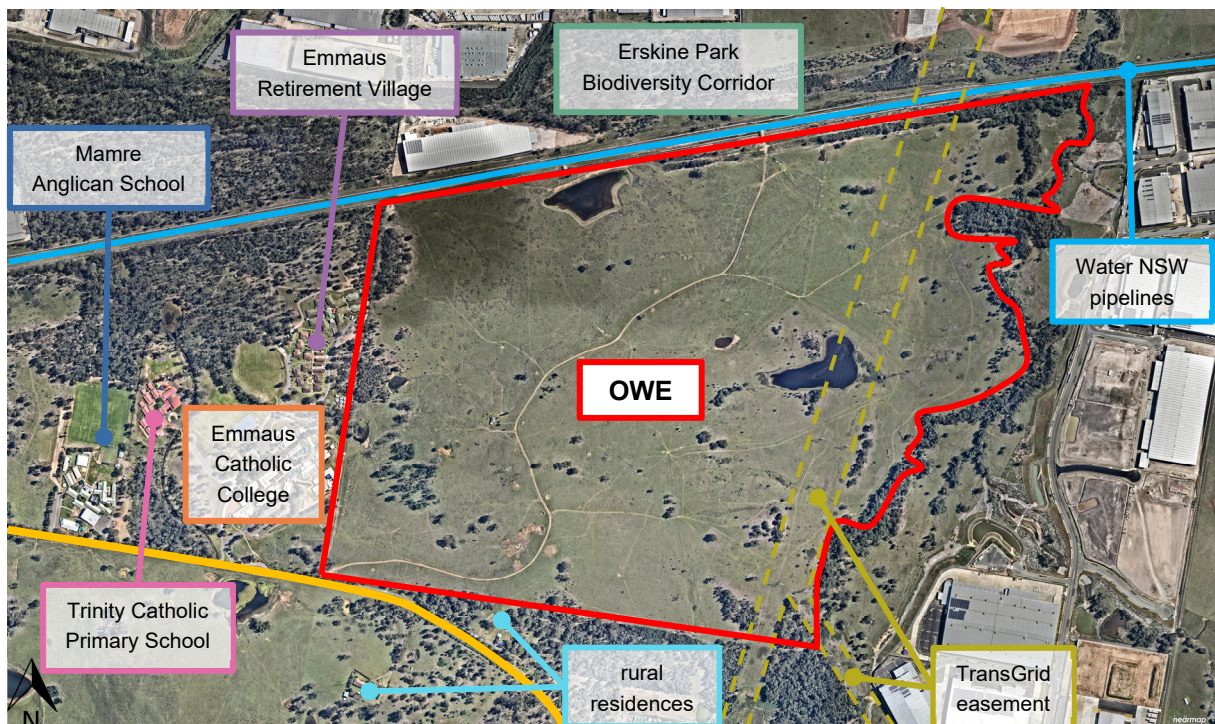 Emmaus
Retirement Village
Erskine Park
Biodiversity Corridor
Mamre
Anglican School
Water NSW
pipelines
OWE
Emmaus
Catholic
College
Trinity Catholic
Primary School
rural
residences
TransGrid
easement
N
nearmap